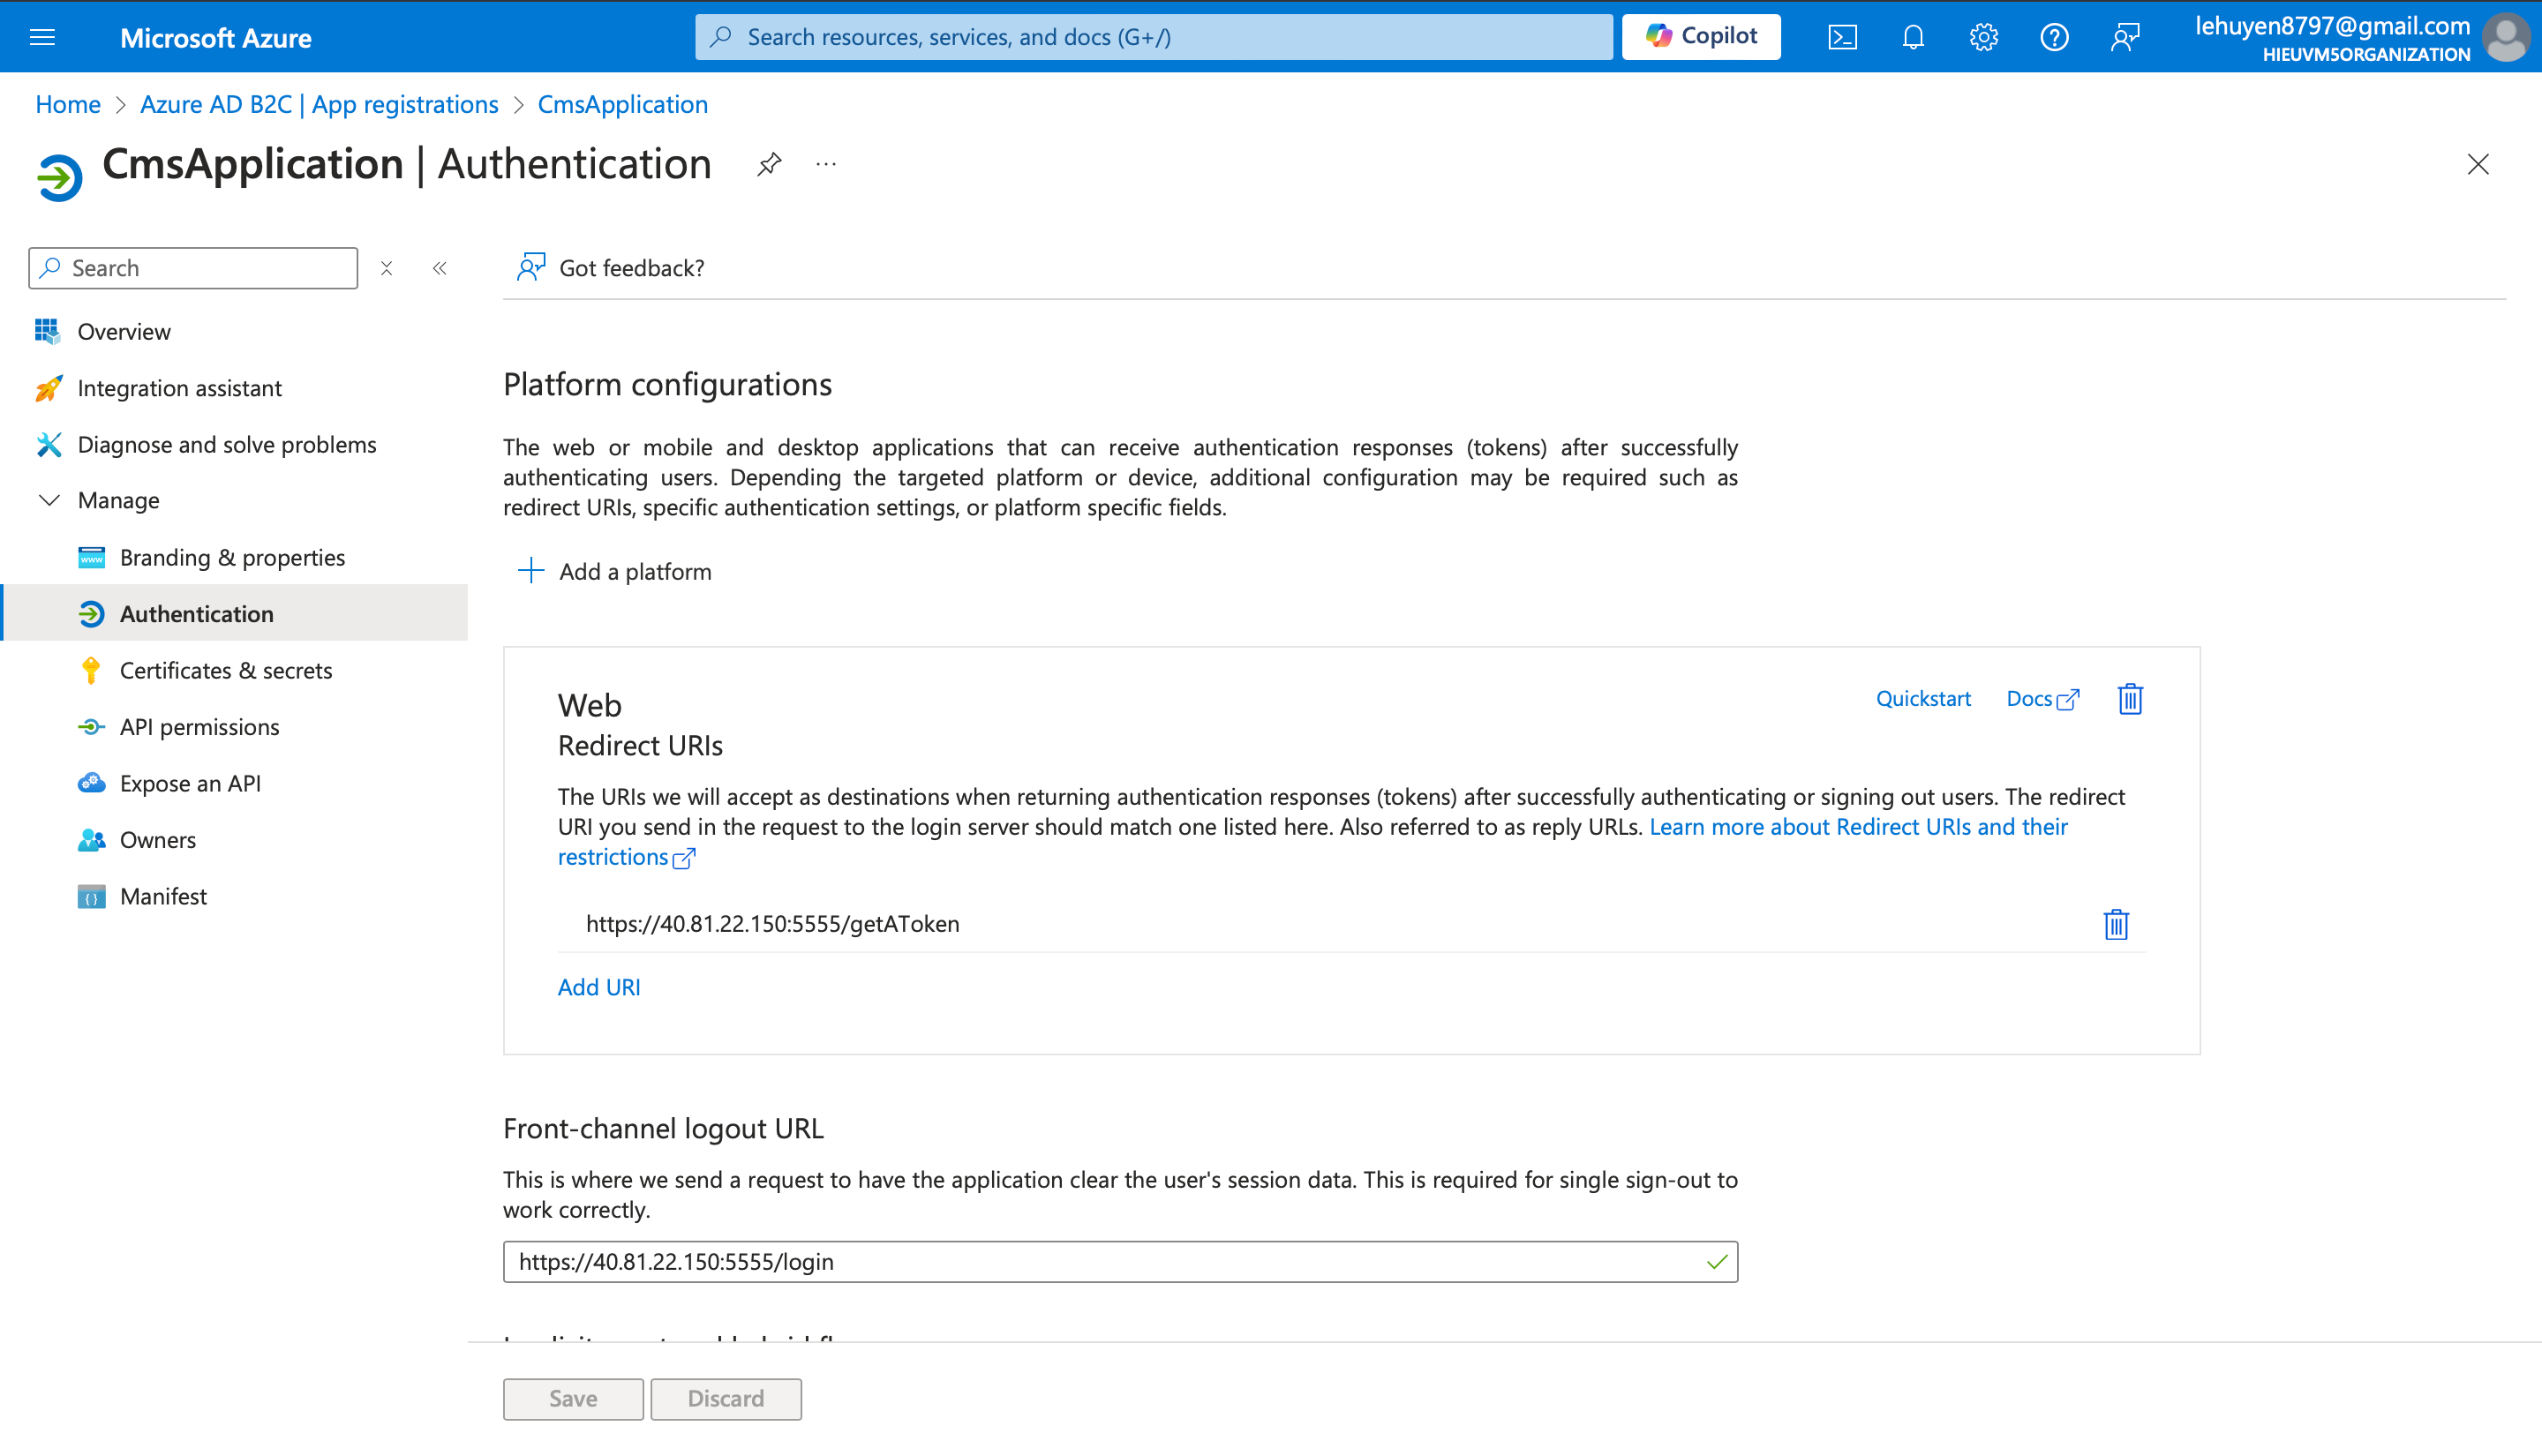 Microsoft Azure
Search resources, services, and docs (G+/)
Copilot
lehuyen8797@gmail.com
HIEUVM5ORGANIZATION
Home > Azure AD B2C | App registrations > CmsApplication
CmsApplication | Authentication
Search
Got feedback?
Overview
Integration assistant
Diagnose and solve problems
Manage
Branding & properties
Authentication
Certificates & secrets
API permissions
Expose an API
Owners
Manifest
Platform configurations
The web or mobile and desktop applications that can receive authentication responses (tokens) after successfully
authenticating users. Depending the targeted platform or device, additional configuration may be required such as
redirect URIs, specific authentication settings, or platform specific fields.
Add a platform
Web
Quickstart
Docs
Redirect URIs
The URIs we will accept as destinations when returning authentication responses (tokens) after successfully authenticating or signing out users. The redirect
URI you send in the request to the login server should match one listed here. Also referred to as reply URLs. Learn more about Redirect URIs and their
restrictions
https://40.81.22.150:5555/getAToken
Add URI
Front-channel logout URL
This is where we send a request to have the application clear the user's session data. This is required for single sign-out to
work correctly.
https://40.81.22.150:5555/login
Save
Discard